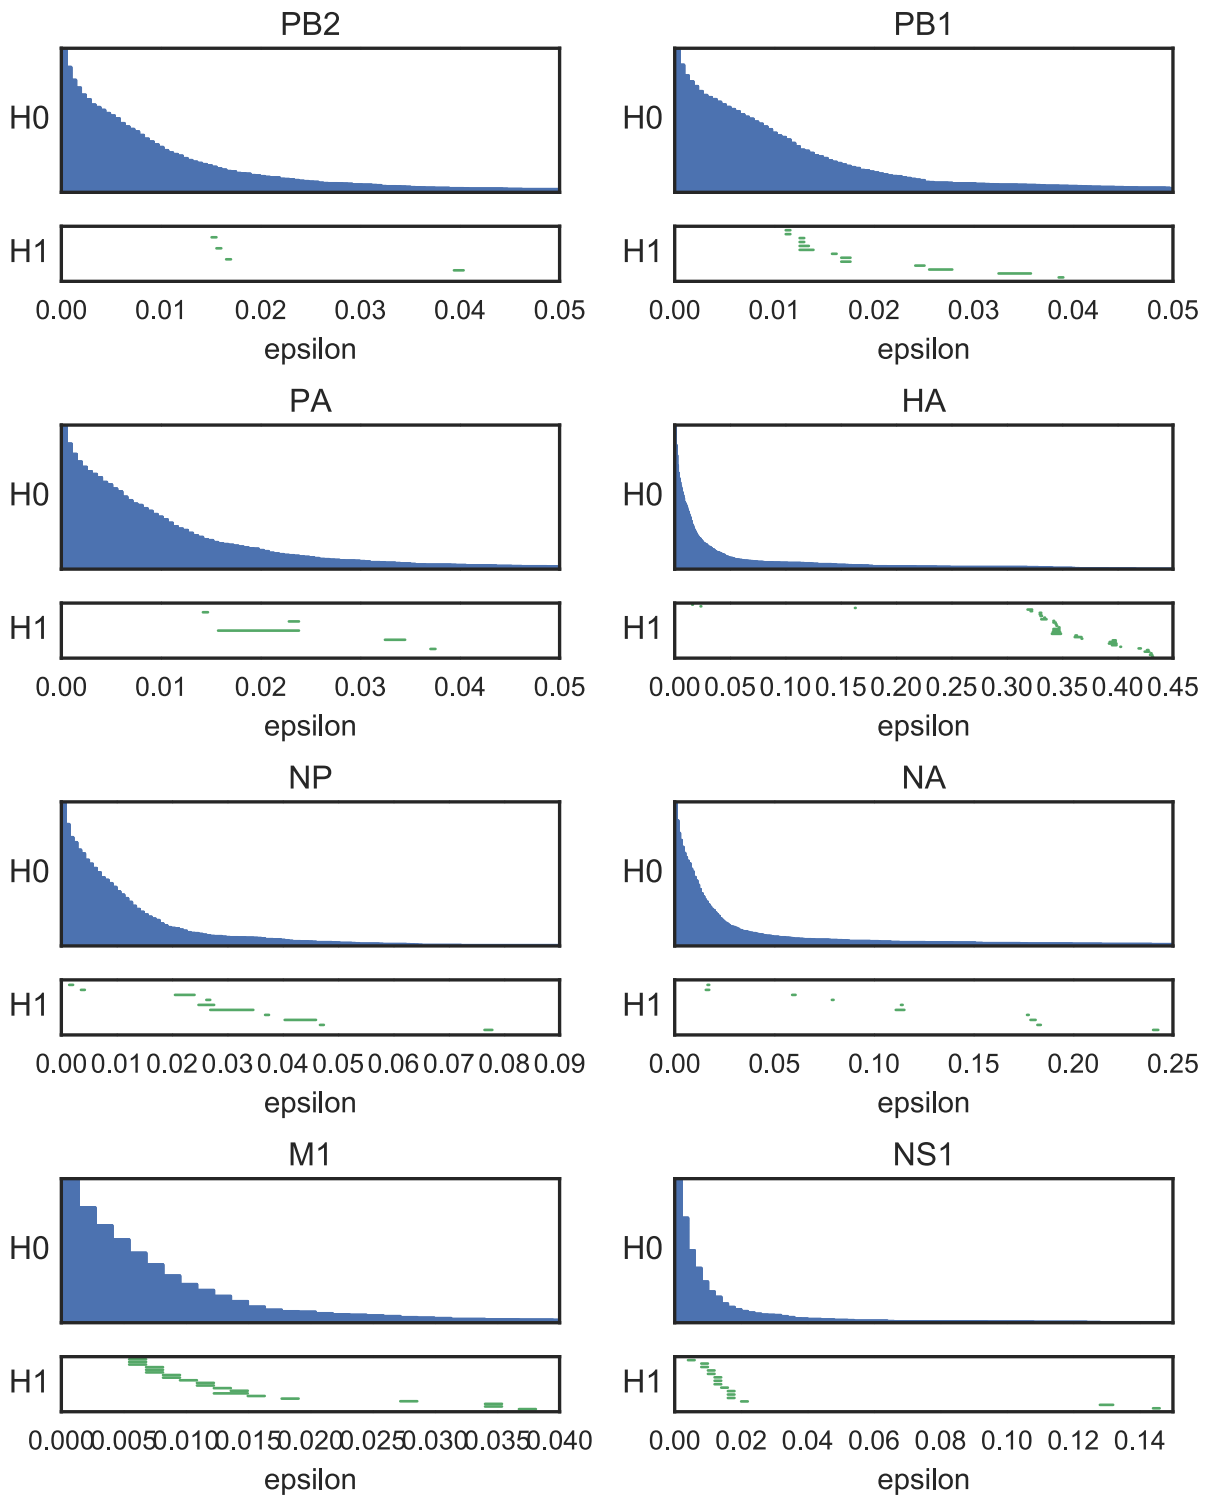 PB2 PB1
H0 H0
H1 H1
0.00 0.01 0.02 0.03 0.04 0.05 0.00 0.01 0.02 0.03 0.04 0.05
epsilon epsilon
PA HA
H0 H0
H1 H1
0.00 0.01 0.02 0.03 0.04 0.05 0.00 0.05 0.10 0.15 0.20 0.25 0.30 0.35 0.40 0.45
epsilon epsilon
NP NA
H0 H0
H1 H1
0.00 0.01 0.02 0.03 0.04 0.05 0.06 0.07 0.08 0.09 0.00 0.05 0.10 0.15 0.20 0.25
epsilon epsilon
M1 NS1
H0 H0
H1 H1
0.000 0.005 0.010 0.015 0.020 0.025 0.030 0.035 0.040 0.00 0.02 0.04 0.06 0.08 0.10 0.12 0.14
epsilon epsilon